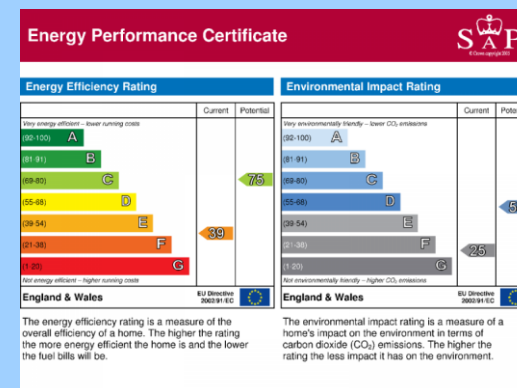 Energy Performance Certificate
SAP
© Crown copyright 2005
Energy Efficiency Rating
Current
Potential
Very energy efficient – lower running costs
(92-100) A
(81-91) B
(69-80) C
75
(55-68) D
(39-54) E
39
(21-38) F
(1-20) G
Not energy efficient – higher running costs
England & Wales
EU Directive
2002/91/EC
The energy efficiency rating is a measure of the
overall efficiency of a home. The higher the rating
the more energy efficient the home is and the lower
the fuel bills will be.
Environmental Impact Rating
Current
Very environmentally friendly – lower CO₂ emissions
(92-100) A
(81-91) B
(69-80) C
(55-68) D
(39-54) E
(21-38) F
25
(1-20) G
Not environmentally friendly – higher CO₂ emissions
England & Wales
EU Directive
2002/91/EC
The environmental impact rating is a measure of a
home's impact on the environment in terms of
carbon dioxide (CO₂) emissions. The higher the
rating the less impact it has on the environment.